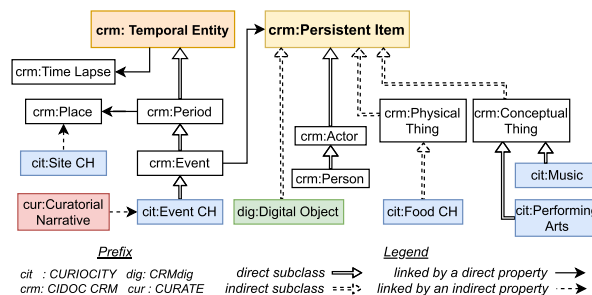 crm: Temporal Entity
crm:Persistent Item
crm:Time Lapse
crm:Place
crm:Period
crm:Physical
Thing
crm:Conceptual
Thing
crm:Actor
cit:Site CH
crm:Event
crm:Person
cit:Music
cur:Curatorial
Narrative
cit:Event CH
dig:Digital Object
cit:Food CH
cit:Performing
Arts
Prefix
cit : CURIOCITY dig: CRMdig
crm: CIDOC CRM cur : CURATE
Legend
direct subclass
linked by a direct property
indirect subclass
linked by an indirect property